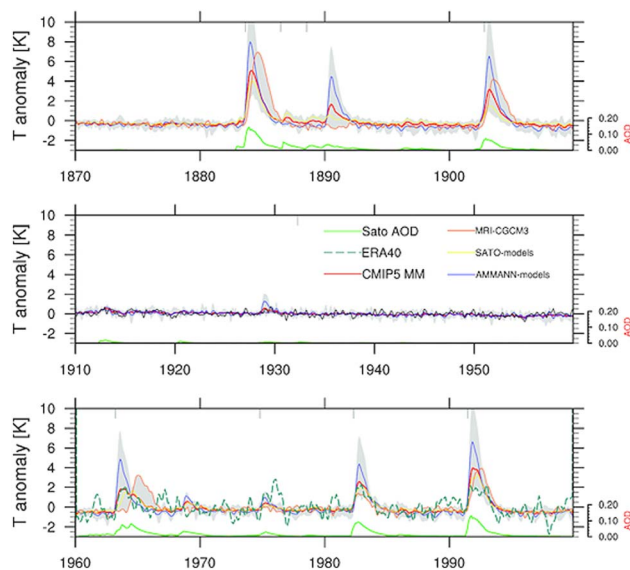 T anomaly [K]
10
8
6
4
2
0
-2
0.20
0.10
0.00
AOD
1870 1880 1890 1900
T anomaly [K]
10
8
6
4
2
0
-2
Sato AOD
ERA40
CMIP5 MM
MRI-CGCM3
SATO-models
AMMANN-models
0.20
0.10
0.00
AOD
1910 1920 1930 1940 1950
T anomaly [K]
10
8
6
4
2
0
-2
0.20
0.10
0.00
AOD
1960 1970 1980 1990